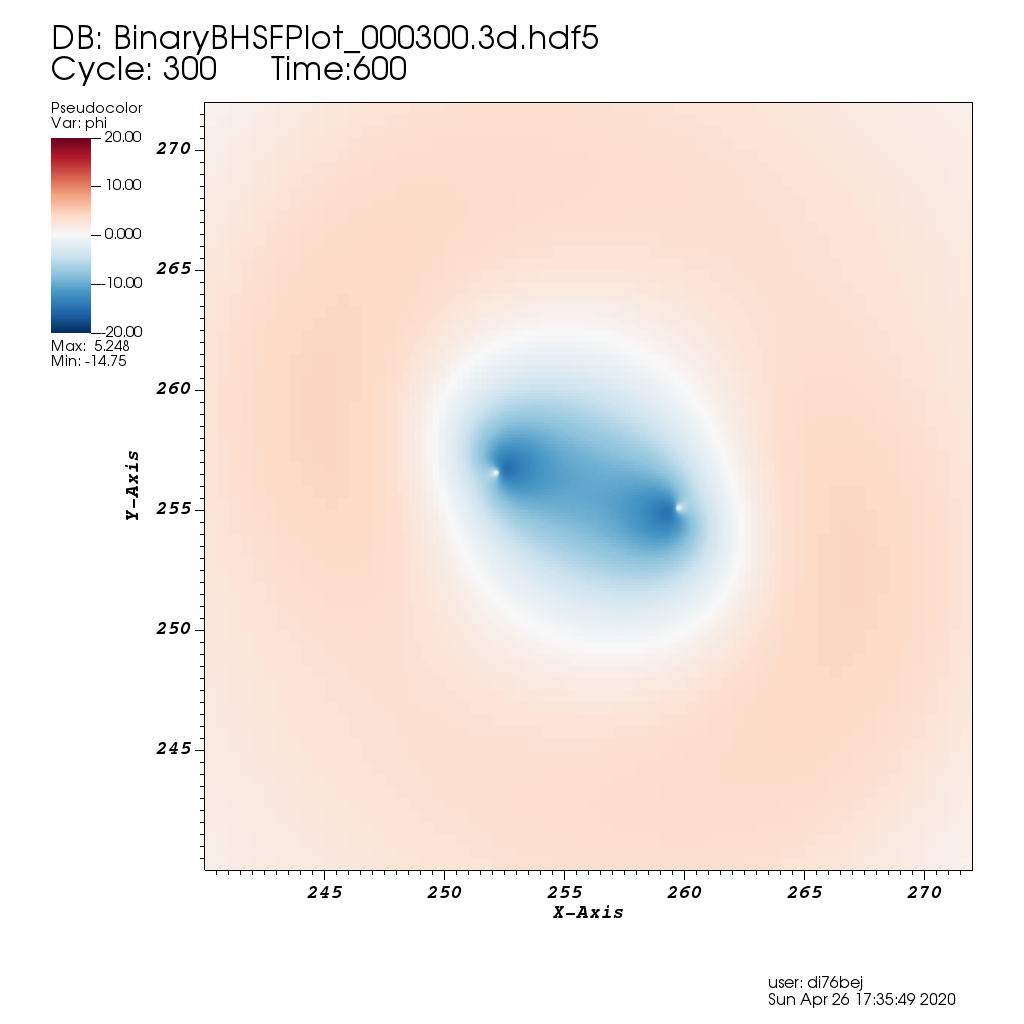 DB: BinaryBHSFPlot_000300.3d.hdf5
Cycle: 300 Time:600
Pseudocolor
Var: phi
20.00
10.00
0.000
-10.00
-20.00
Max: 5.248
Min: -14.75
270
265
260
255
250
245
Y-Axis
245 250 255 260 265 270
X-Axis
user: di76bej
Sun Apr 26 17:35:49 2020